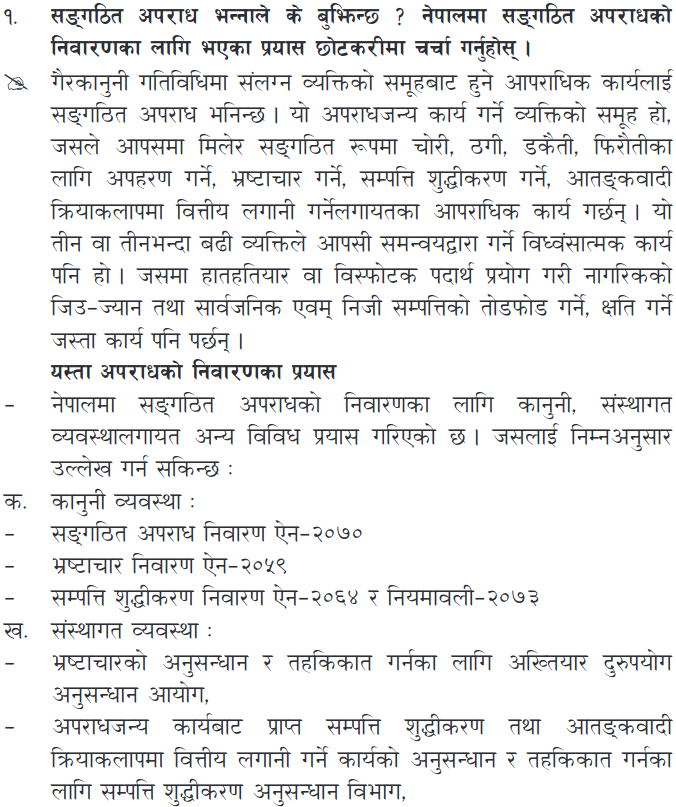 १. सङ्गठित अपराध भन्नाले के बुझिन्छ ? नेपालमा सङ्गठित अपराधको
निवारणका लागि भएका प्रयास छोटकरीमा चर्चा गर्नुहोस् ।
गैरकानुनी गतिविधिमा संलग्न व्यक्तिको समूहबाट हुने आपराधिक कार्यलाई
सङ्गठित अपराध भनिन्छ । यो अपराधजन्य कार्य गर्ने व्यक्तिको समूह हो,
जसले आपसमा मिलेर सङ्गठित रूपमा चोरी, ठगी, डकैती, फिरौतीका
लागि अपहरण गर्ने, भ्रष्टाचार गर्ने, सम्पत्ति शुद्धीकरण गर्ने, आतङ्कवादी
क्रियाकलापमा वित्तीय लगानी गर्नेलगायतका आपराधिक कार्य गर्छन् । यो
तीन वा तीनभन्दा बढी व्यक्तिले आपसी समन्वयद्वारा गर्ने विध्वंसात्मक कार्य
पनि हो । जसमा हातहतियार वा विस्फोटक पदार्थ प्रयोग गरी नागरिकको
जिउ–ज्यान तथा सार्वजनिक एवम् निजी सम्पत्तिको तोडफोड गर्ने, क्षति गर्ने
जस्ता कार्य पनि पर्छन् ।
यस्ता अपराधको निवारणका प्रयास
– नेपालमा सङ्गठित अपराधको निवारणका लागि कानुनी, संस्थागत
व्यवस्थालगायत अन्य विविध प्रयास गरिएको छ । जसलाई निम्नअनुसार
उल्लेख गर्न सकिन्छ :
क. कानुनी व्यवस्था :
– सङ्गठित अपराध निवारण ऐन–२०७०
– भ्रष्टाचार निवारण ऐन–२०५९
– सम्पत्ति शुद्धीकरण निवारण ऐन–२०६४ र नियमावली–२०७३
ख. संस्थागत व्यवस्था :
– भ्रष्टाचारको अनुसन्धान र तहकिकात गर्नका लागि अख्तियार दुरुपयोग
अनुसन्धान आयोग,
– अपराधजन्य कार्यबाट प्राप्त सम्पत्ति शुद्धीकरण तथा आतङ्कवादी
क्रियाकलापमा वित्तीय लगानी गर्ने कार्यको अनुसन्धान र तहकिकात गर्नका
लागि सम्पत्ति शुद्धीकरण अनुसन्धान विभाग,